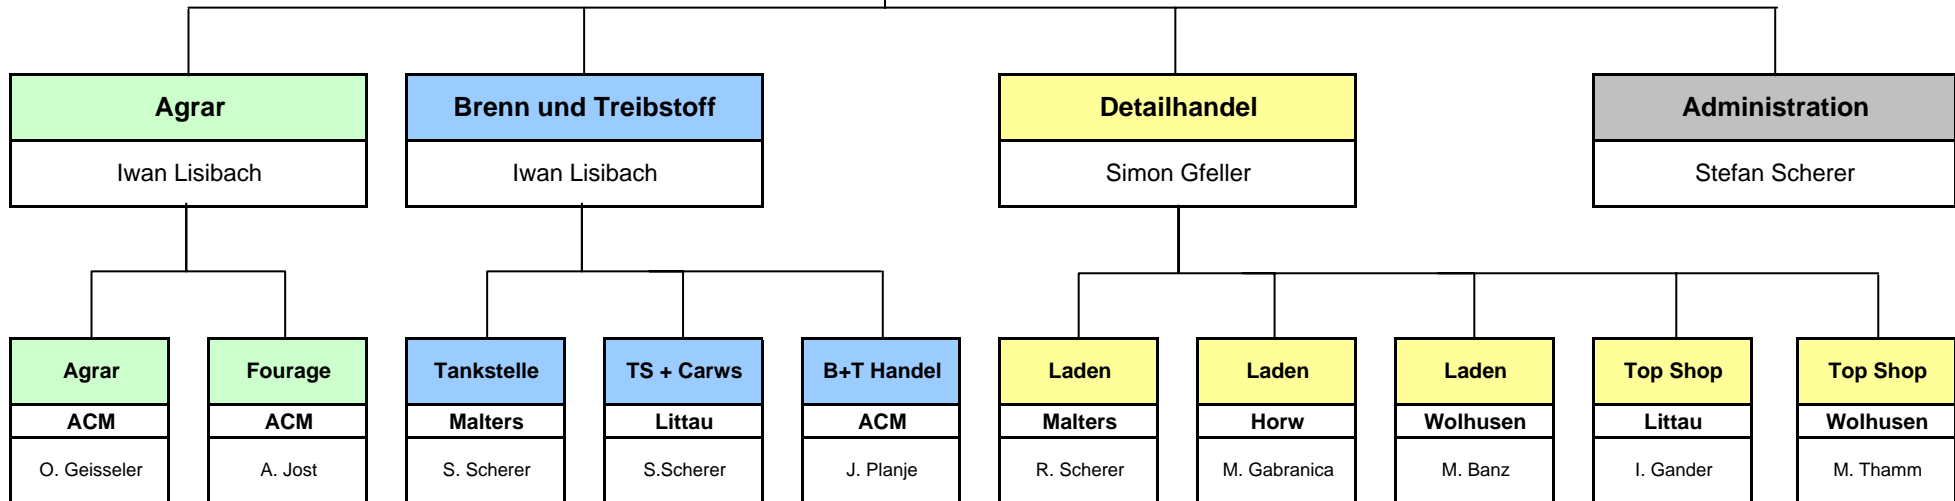 Agrar
Iwan Lisibach
Brenn und Treibstoff
Iwan Lisibach
Detailhandel
Simon Gfeller
Administration
Stefan Scherer
Agrar
ACM
O. Geisseler
Fourage
ACM
A. Jost
Tankstelle
Malters
S. Scherer
TS + Carws
Littau
S.Scherer
B+T Handel
ACM
J. Planje
Laden
Malters
R. Scherer
Laden
Horw
M. Gabranica
Laden
Wolhusen
M. Banz
Top Shop
Littau
I. Gander
Top Shop
Wolhusen
M. Thamm